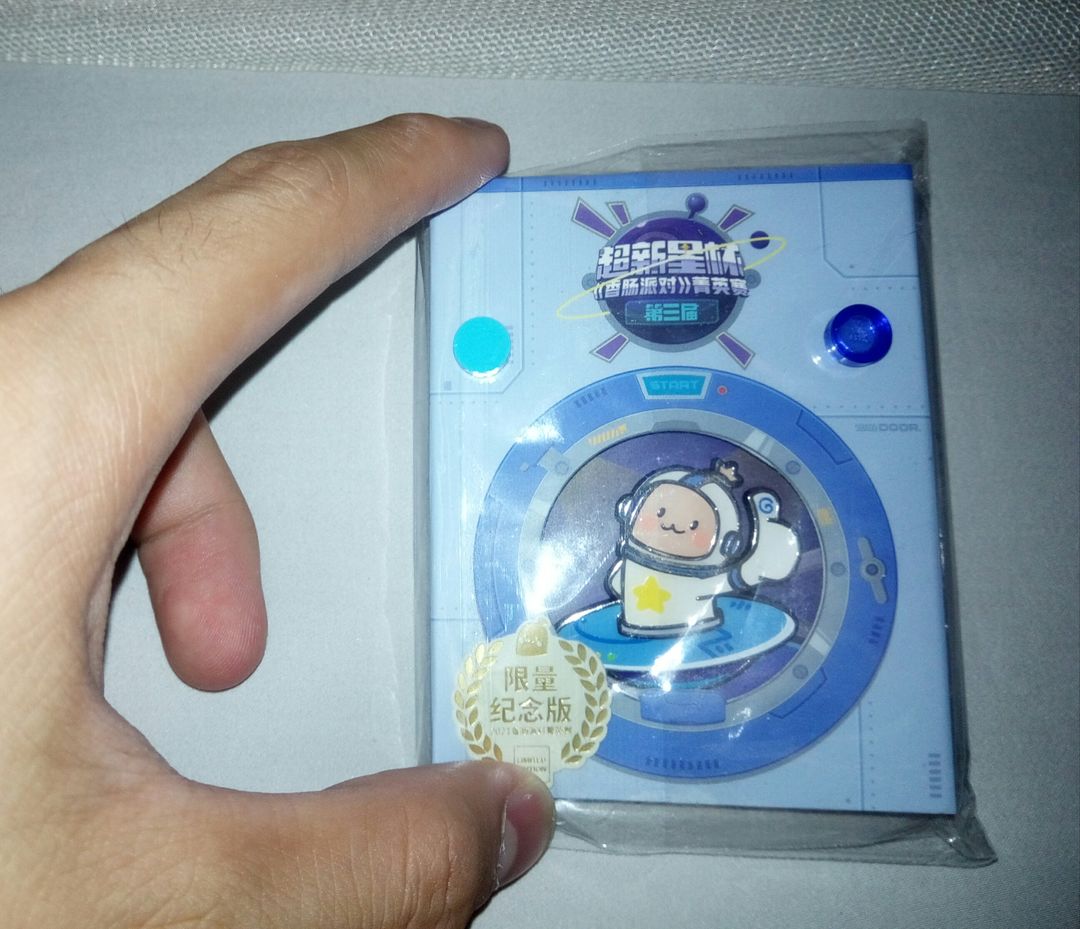 超新星杯
《香肠派对》菁英赛
第三届
START
DOOR.
限量
纪念版